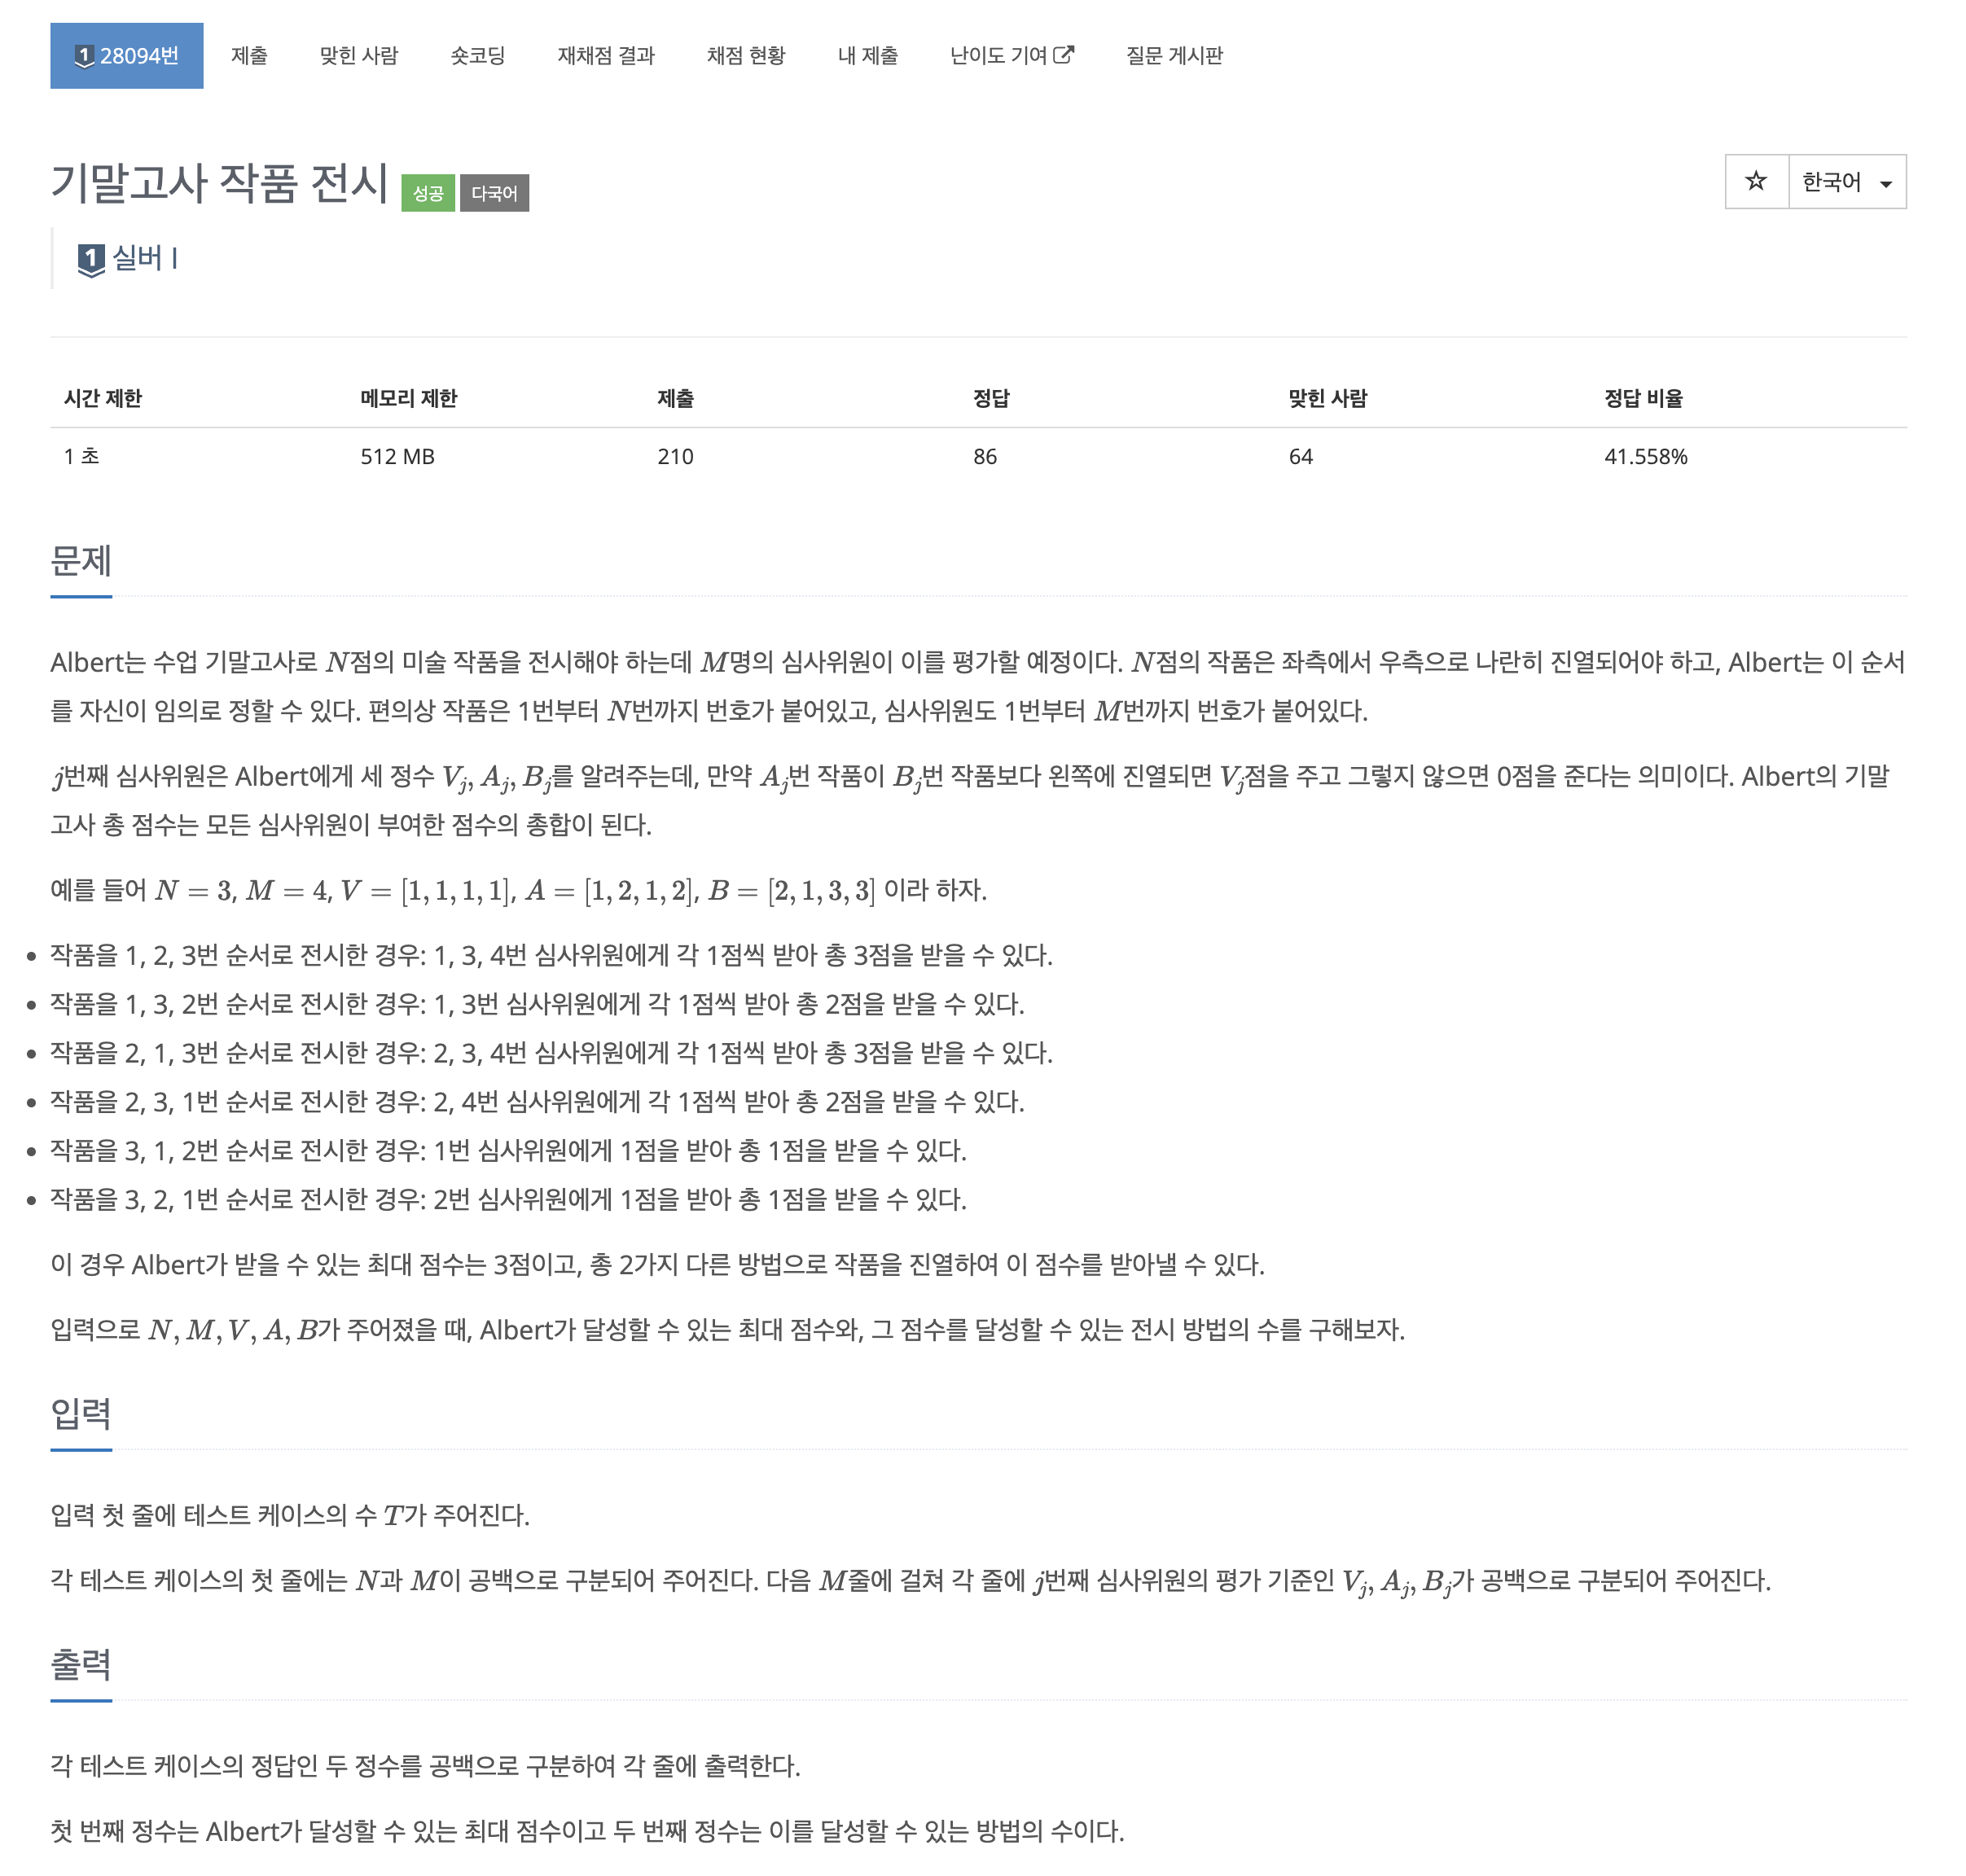 1 28094번 제출 맞힌 사람 숏코딩 재채점 결과 채점 현황 내 제출 난이도 기여 질문 게시판
기말고사 작품 전시 성공 다국어 ☆ 한국어
1 실버 I
시간 제한 메모리 제한 제출 정답 맞힌 사람 정답 비율
1 초 512 MB 210 86 64 41.558%
문제
Albert는 수업 기말고사로 N점의 미술 작품을 전시해야 하는데 M명의 심사위원이 이를 평가할 예정이다. N점의 작품은 좌측에서 우측으로 나란히 진열되어야 하고, Albert는 이 순서
를 자신이 임의로 정할 수 있다. 편의상 작품은 1번부터 N번까지 번호가 붙어있고, 심사위원도 1번부터 M번까지 번호가 붙어있다.
j번째 심사위원은 Albert에게 세 정수 V_j, A_j, B_j를 알려주는데, 만약 A_j번 작품이 B_j번 작품보다 왼쪽에 진열되면 V_j점을 주고 그렇지 않으면 0점을 준다는 의미이다. Albert의 기말
고사 총 점수는 모든 심사위원이 부여한 점수의 총합이 된다.
예를 들어 N = 3, M = 4, V = [1, 1, 1, 1], A = [1, 2, 1, 2], B = [2, 1, 3, 3] 이라 하자.
• 작품을 1, 2, 3번 순서로 전시한 경우: 1, 3, 4번 심사위원에게 각 1점씩 받아 총 3점을 받을 수 있다.
• 작품을 1, 3, 2번 순서로 전시한 경우: 1, 3번 심사위원에게 각 1점씩 받아 총 2점을 받을 수 있다.
• 작품을 2, 1, 3번 순서로 전시한 경우: 2, 3, 4번 심사위원에게 각 1점씩 받아 총 3점을 받을 수 있다.
• 작품을 2, 3, 1번 순서로 전시한 경우: 2, 4번 심사위원에게 각 1점씩 받아 총 2점을 받을 수 있다.
• 작품을 3, 1, 2번 순서로 전시한 경우: 1번 심사위원에게 1점을 받아 총 1점을 받을 수 있다.
• 작품을 3, 2, 1번 순서로 전시한 경우: 2번 심사위원에게 1점을 받아 총 1점을 받을 수 있다.
이 경우 Albert가 받을 수 있는 최대 점수는 3점이고, 총 2가지 다른 방법으로 작품을 진열하여 이 점수를 받아낼 수 있다.
입력으로 N, M, V, A, B가 주어졌을 때, Albert가 달성할 수 있는 최대 점수와, 그 점수를 달성할 수 있는 전시 방법의 수를 구해보자.
입력
입력 첫 줄에 테스트 케이스의 수 T가 주어진다.
각 테스트 케이스의 첫 줄에는 N과 M이 공백으로 구분되어 주어진다. 다음 M줄에 걸쳐 각 줄에 j번째 심사위원의 평가 기준인 V_j, A_j, B_j가 공백으로 구분되어 주어진다.
출력
각 테스트 케이스의 정답인 두 정수를 공백으로 구분하여 각 줄에 출력한다.
첫 번째 정수는 Albert가 달성할 수 있는 최대 점수이고 두 번째 정수는 이를 달성할 수 있는 방법의 수이다.